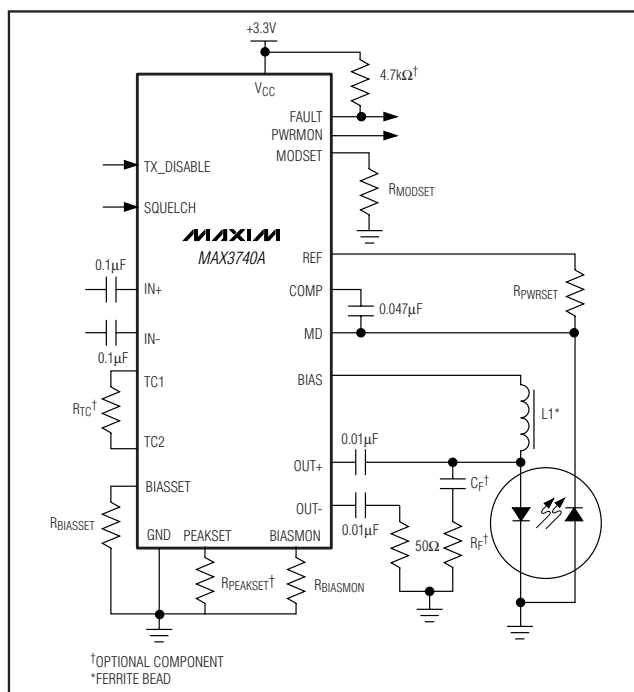 +3.3V
4.7kΩ†
VCC
FAULT
PWRMON
MODSET
TX_DISABLE
RMODSET
SQUELCH
MAXIM
MAX3740A
REF
0.1µF
COMP
RPWRSET
IN+
0.047µF
MD
IN-
0.1µF
TC1
BIAS
RTC†
L1*
0.01µF
TC2
OUT+
CF†
BIASSET
OUT-
RBIASSET
0.01µF
50Ω
RF†
GND PEAKSET BIASMON
RPEAKSET†
RBIASMON
†OPTIONAL COMPONENT
*FERRITE BEAD